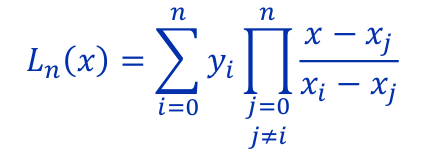 $$L_n(x) = \sum_{i=0}^{n} y_i \prod_{\substack{j=0 \\ j \neq i}}^{n} \frac{x - x_j}{x_i - x_j}$$